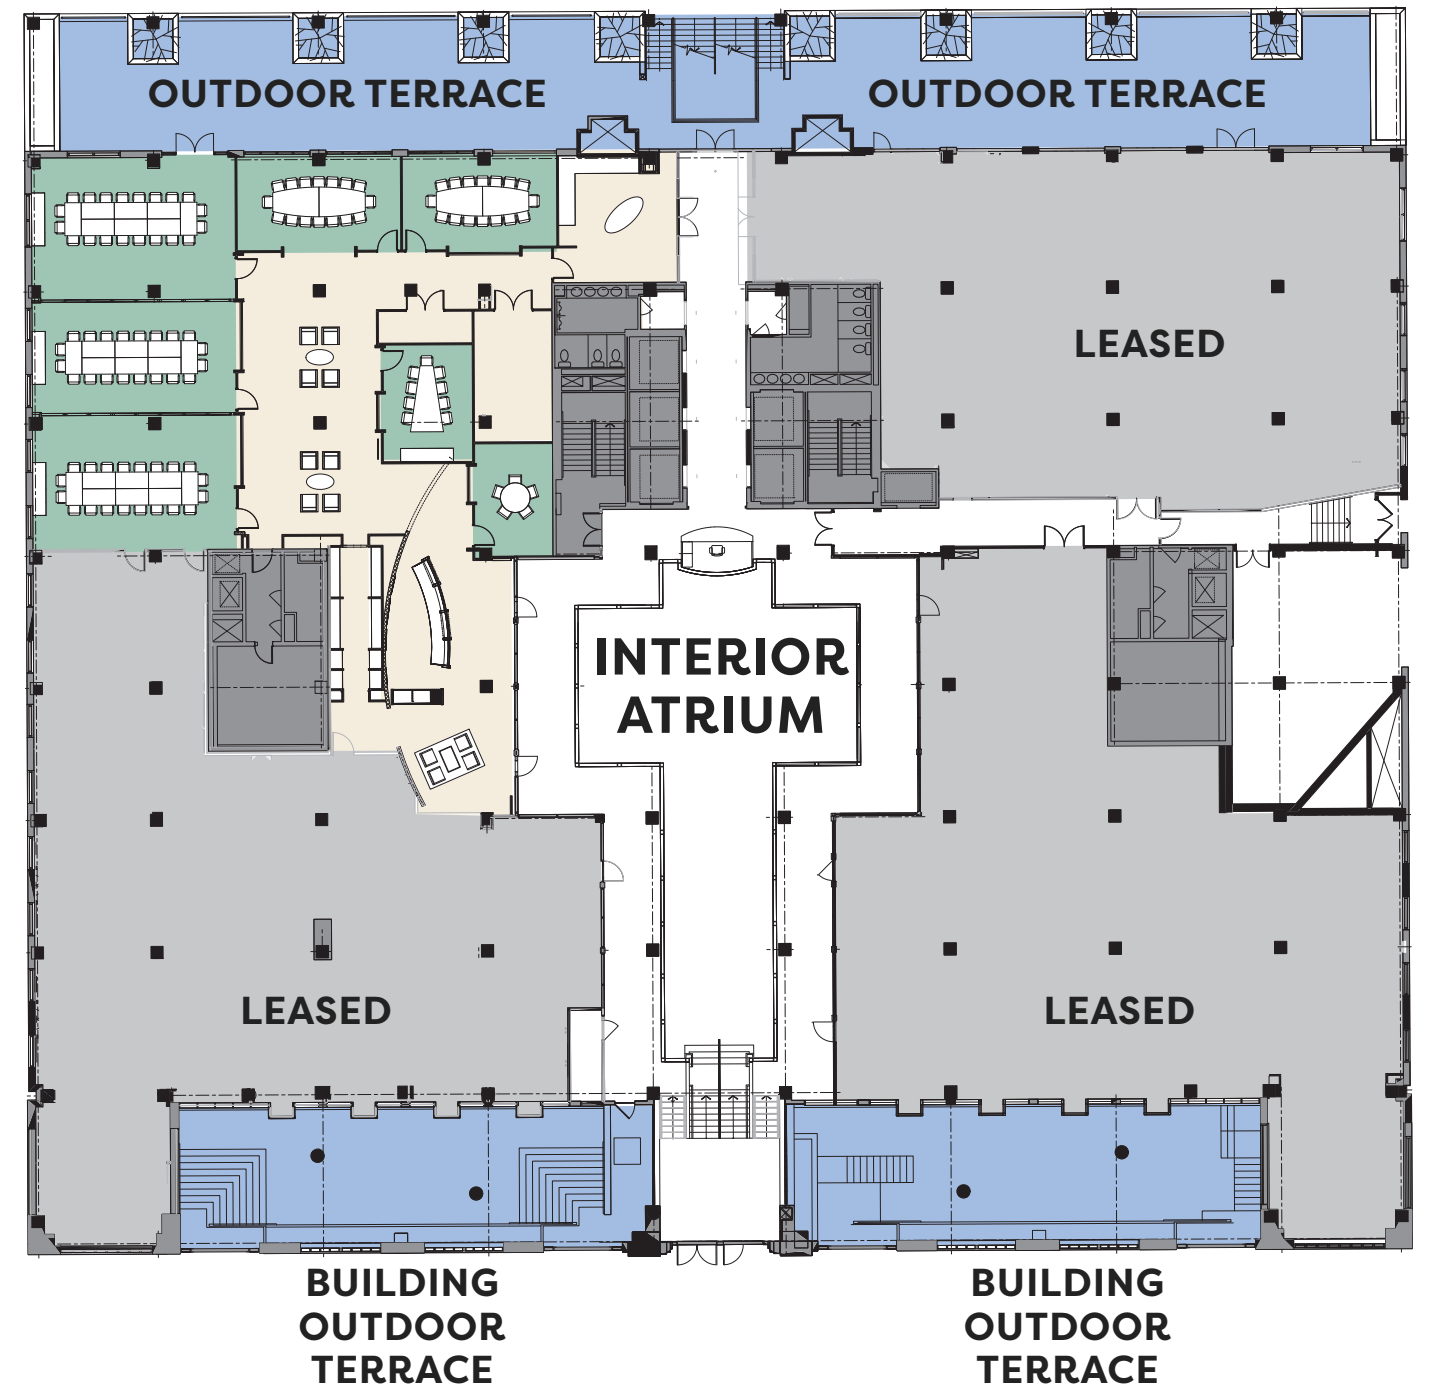 OUTDOOR TERRACE
OUTDOOR TERRACE
LEASED
INTERIOR
ATRIUM
LEASED
LEASED
BUILDING
OUTDOOR
TERRACE
BUILDING
OUTDOOR
TERRACE